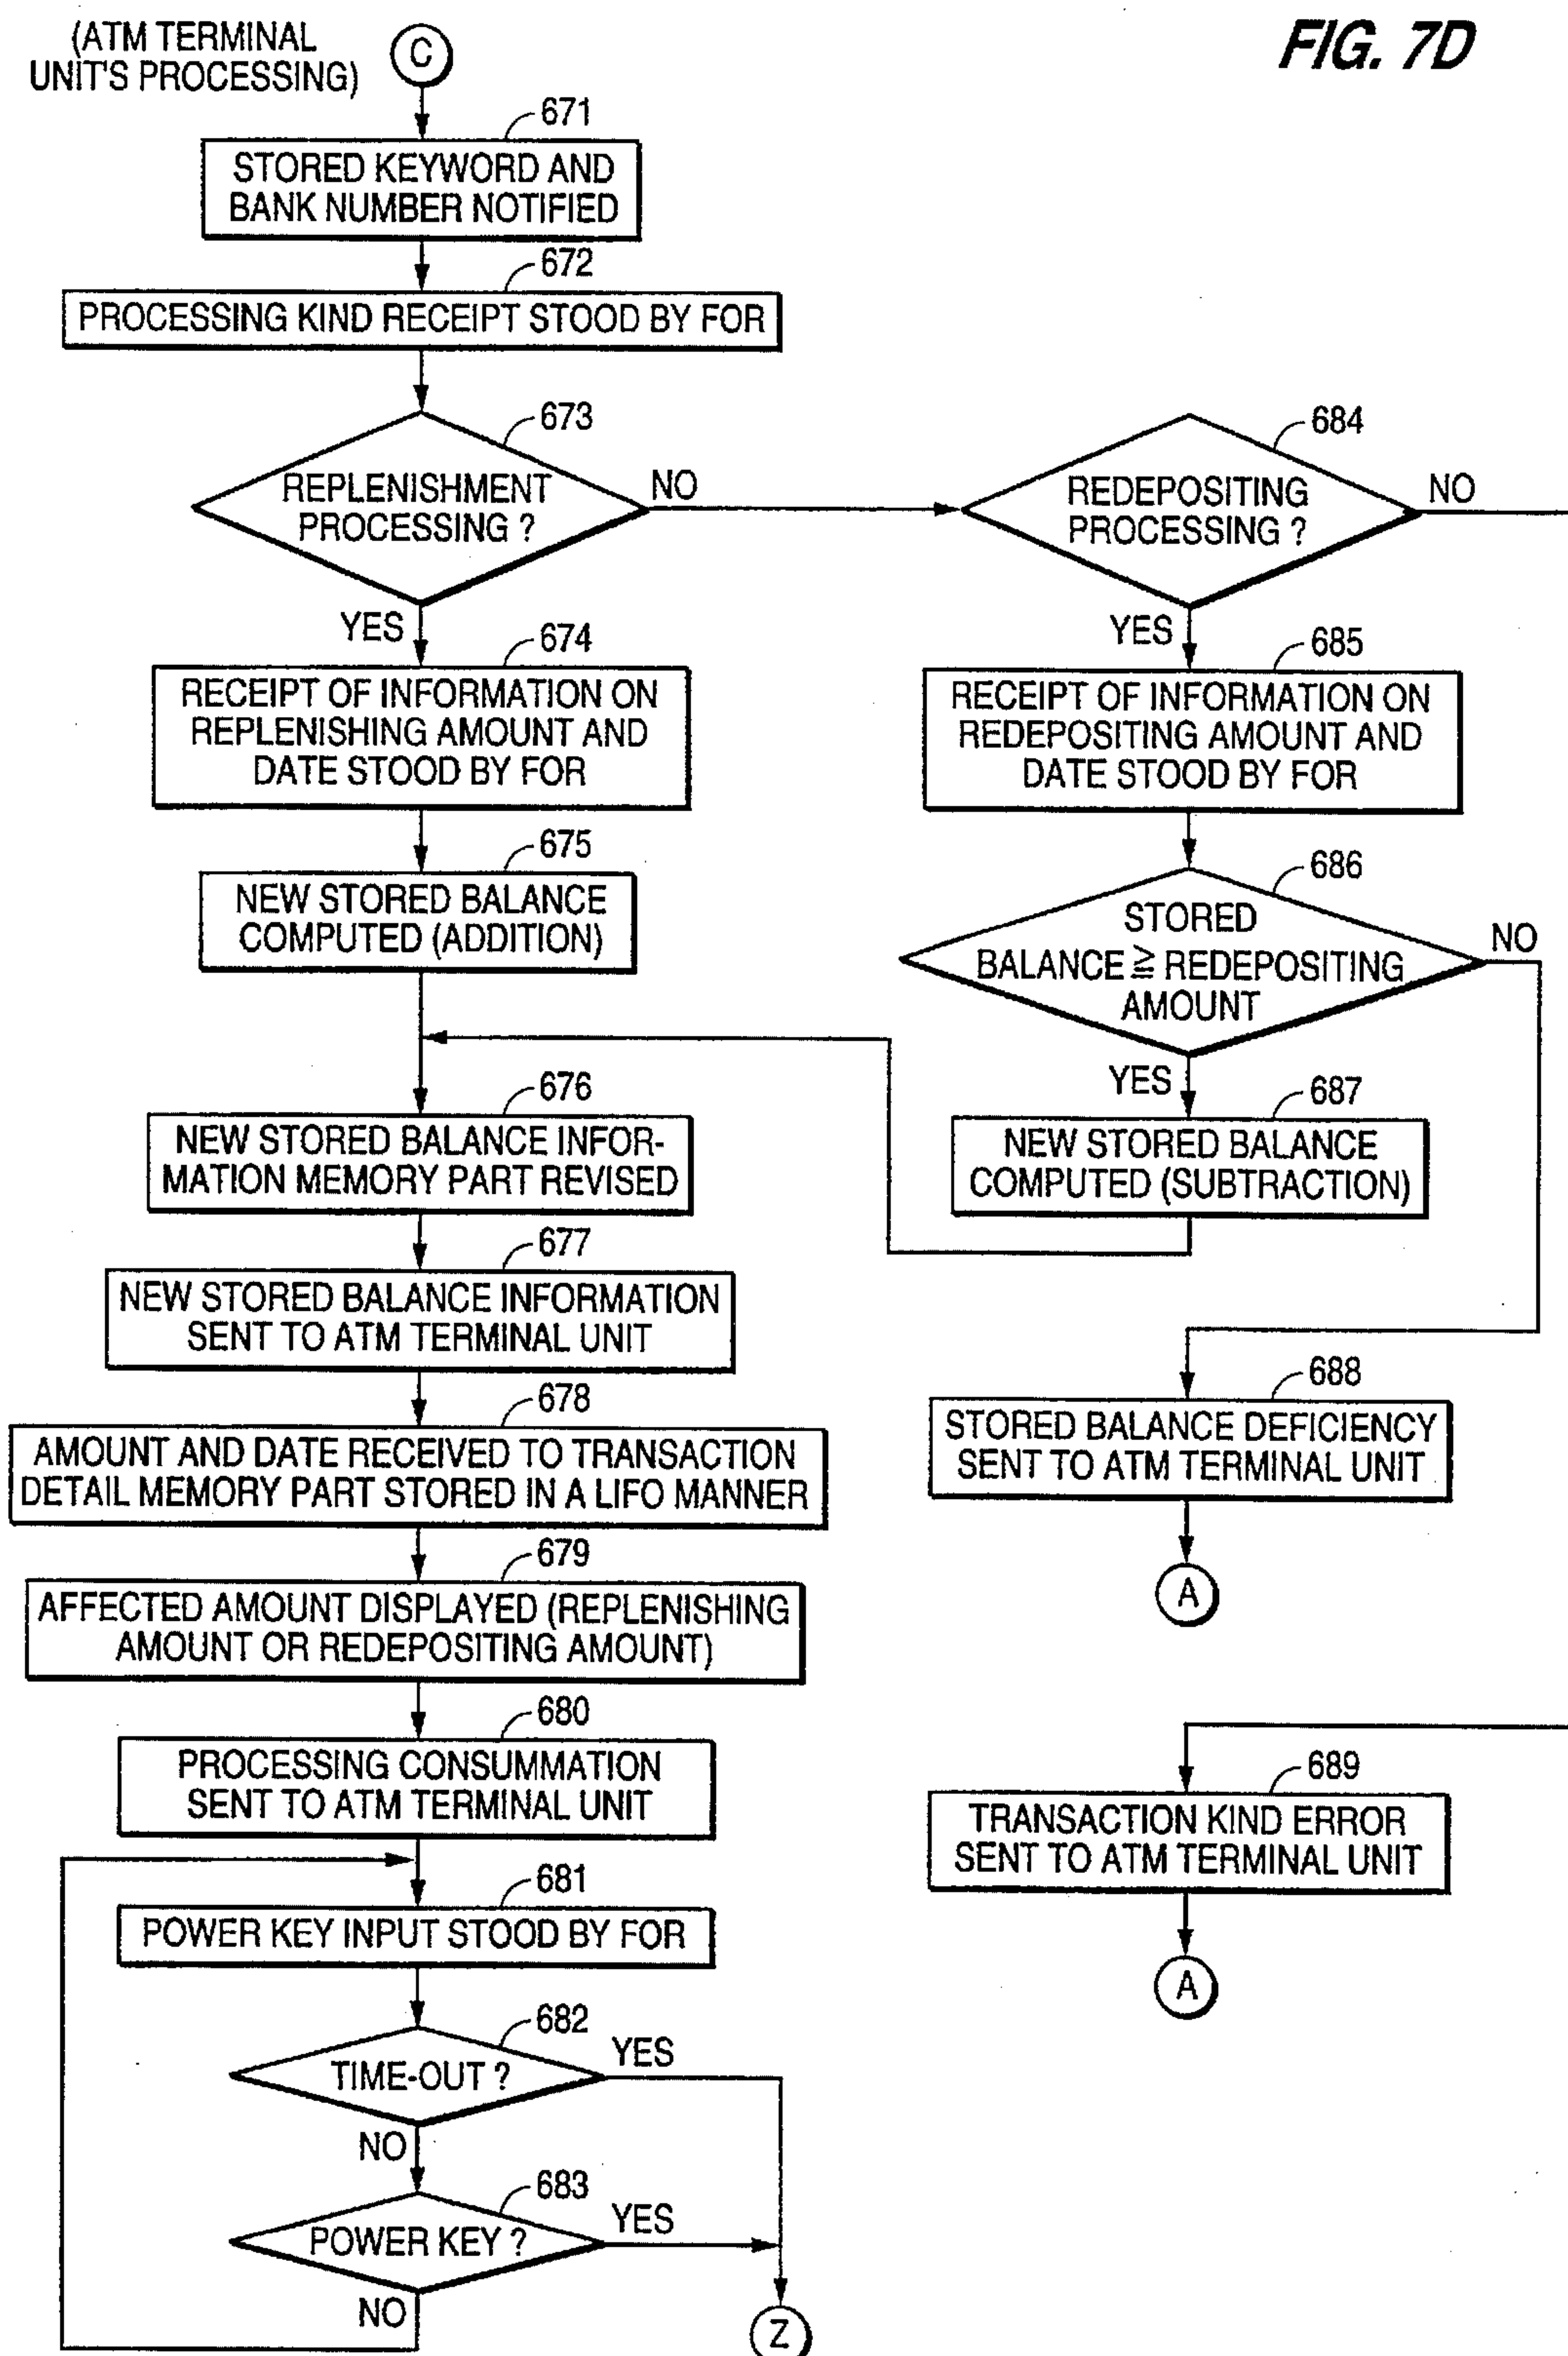 (ATM TERMINAL
UNIT'S PROCESSING)
C
FIG. 7D
671
STORED KEYWORD AND
BANK NUMBER NOTIFIED
672
PROCESSING KIND RECEIPT STOOD BY FOR
673
REPLENISHMENT
PROCESSING ?
NO
YES
674
RECEIPT OF INFORMATION ON
REPLENISHING AMOUNT AND
DATE STOOD BY FOR
675
NEW STORED BALANCE
COMPUTED (ADDITION)
676
NEW STORED BALANCE INFOR-
MATION MEMORY PART REVISED
677
NEW STORED BALANCE INFORMATION
SENT TO ATM TERMINAL UNIT
678
AMOUNT AND DATE RECEIVED TO TRANSACTION
DETAIL MEMORY PART STORED IN A LIFO MANNER
679
AFFECTED AMOUNT DISPLAYED (REPLENISHING
AMOUNT OR REDEPOSITING AMOUNT)
680
PROCESSING CONSUMMATION
SENT TO ATM TERMINAL UNIT
681
POWER KEY INPUT STOOD BY FOR
682
TIME-OUT ?
YES
NO
683
POWER KEY ?
YES
NO
Z
684
REDEPOSITING
PROCESSING ?
NO
YES
685
RECEIPT OF INFORMATION ON
REDEPOSITING AMOUNT AND
DATE STOOD BY FOR
686
STORED
BALANCE ≧ REDEPOSITING
AMOUNT
NO
YES
687
NEW STORED BALANCE
COMPUTED (SUBTRACTION)
688
STORED BALANCE DEFICIENCY
SENT TO ATM TERMINAL UNIT
A
689
TRANSACTION KIND ERROR
SENT TO ATM TERMINAL UNIT
A